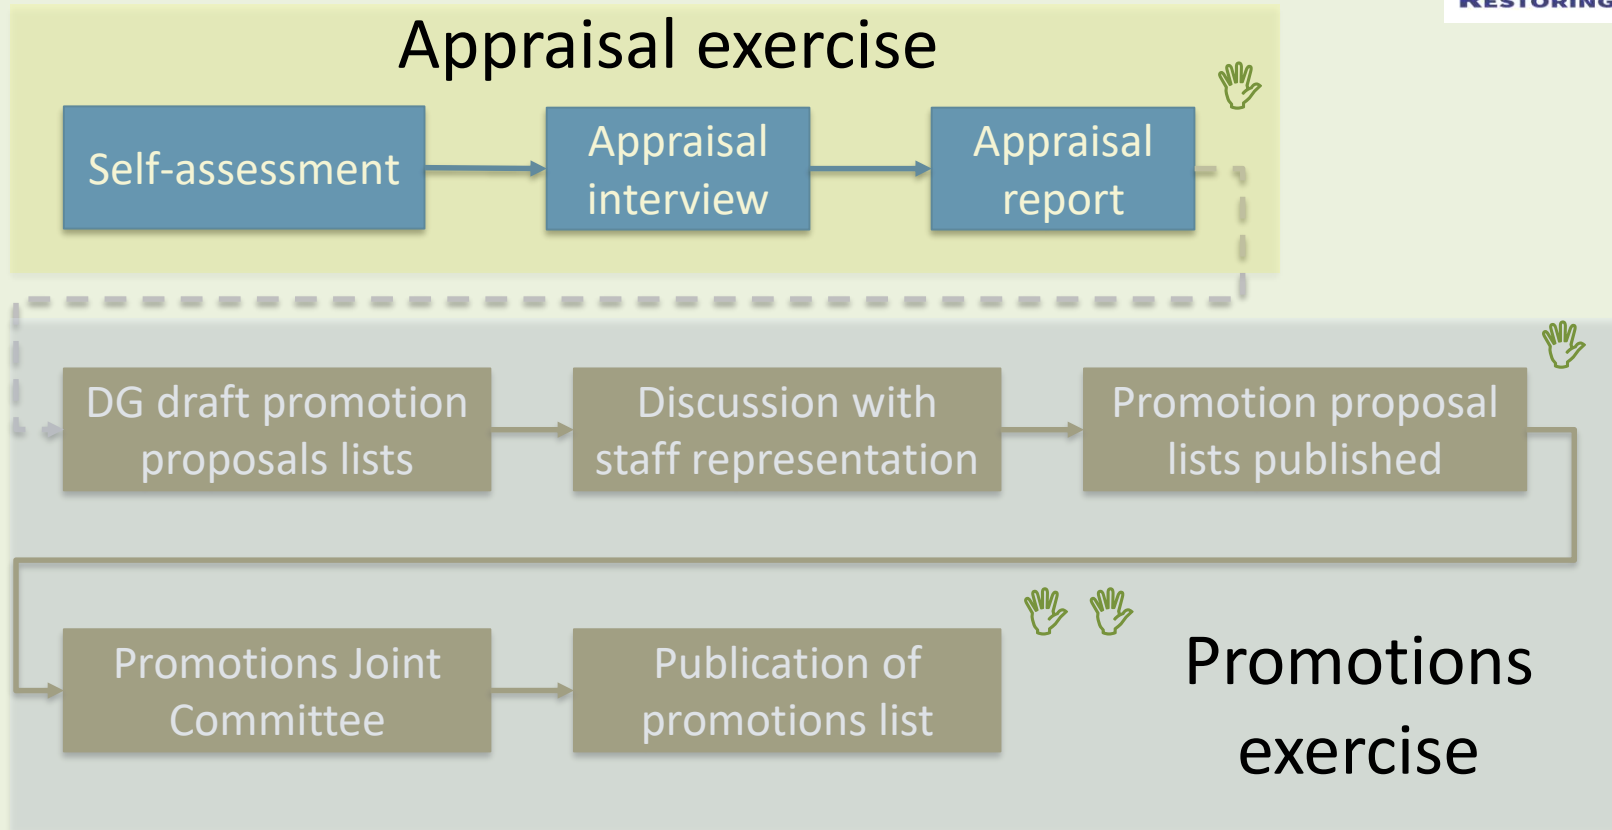 RESTORING
Appraisal exercise
Self-assessment
Appraisal
interview
Appraisal
report
DG draft promotion
proposals lists
Discussion with
staff representation
Promotion proposal
lists published
Promotions Joint
Committee
Publication of
promotions list
Promotions
exercise